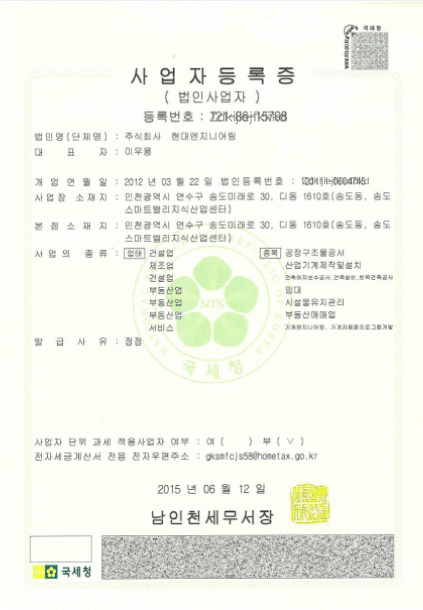 국세청
사업자등록증
( 법인사업자 )
등록번호 :
법인명(단체명) : 주식회사 현대엔지니어링
대 표 자 : 이우용
개 업 연 월 일 : 2012 년 03 월 22 일 법인등록번호 :
사업장 소재지 : 인천광역시 연수구 송도미래로 30, 디동 1610호(송도동, 송도
스마트밸리지식산업센터)
본 점 소 재 지 : 인천광역시 연수구 송도미래로 30, 디동 1610호(송도동, 송도
스마트밸리지식산업센터)
사 업 의 종 류 : 업태 건설업 종목 공장구조물공사
제조업 산업기계제작및설치
건설업 건축하자보수공사, 건축설비, 토목건축공사
부동산업 임대
부동산업 시설물유지관리
부동산업 부동산매매업
서비스 기계엔지니어링, 기계자동화프로그램개발
NTS
국세청
발 급 사 유 : 정정
사업자 단위 과세 적용사업자 여부 : 여 ( ) 부 ( ∨ )
전자세금계산서 전용 전자우편주소 : gksmfcjs58@hometax.go.kr
2015 년 06 월 12 일
남인천세무서장
국세청